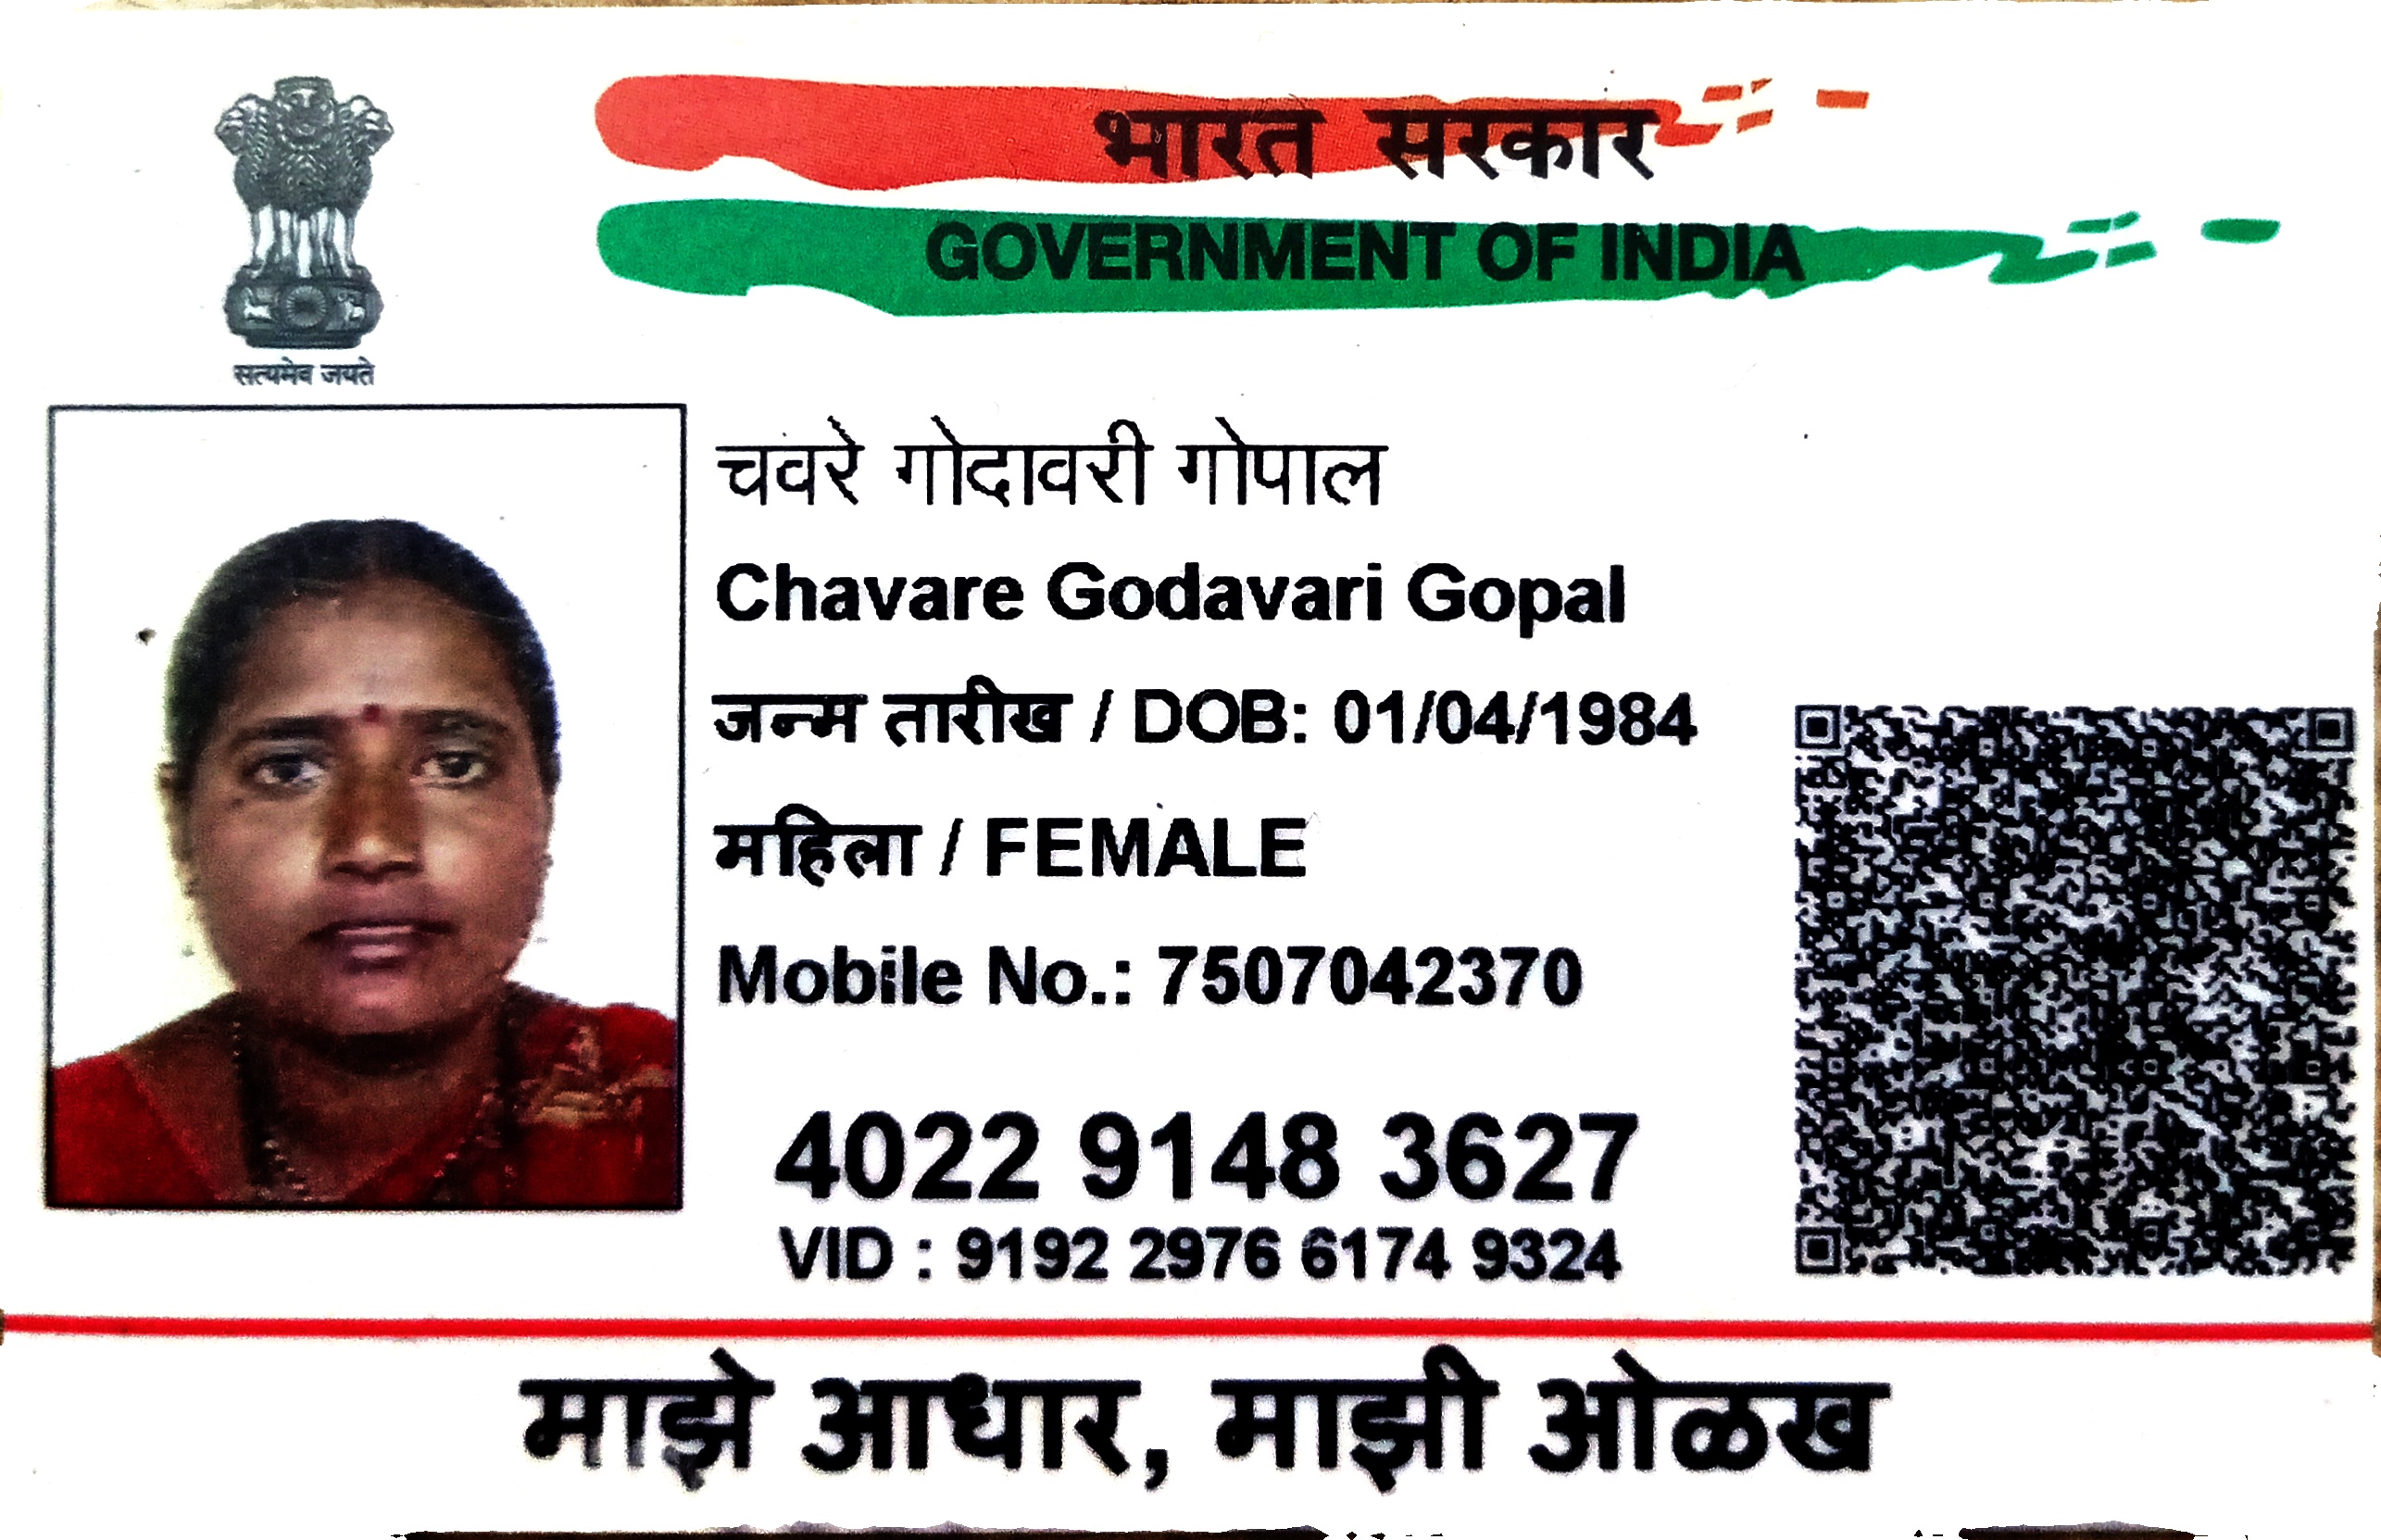 भारत सरकार
GOVERNMENT OF INDIA
सत्यमेव जयते
चवरे गोदावरी गोपाल
Chavare Godavari Gopal
जन्म तारीख / DOB: 01/04/1984
महिला / FEMALE
Mobile No.: 7507042370
4022 9148 3627
VID : 9192 2976 6174 9324
माझे आधार, माझी ओळख